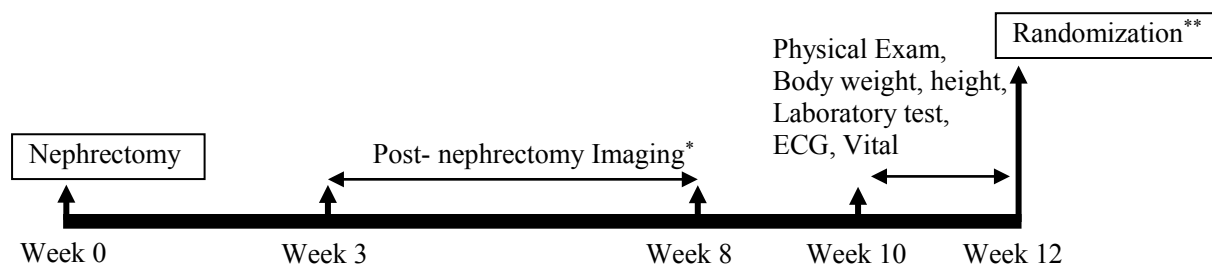 Randomization**
Physical Exam,
Body weight, height,
Laboratory test,
ECG, Vital
Nephrectomy
Post- nephrectomy Imaging*
Week 0
Week 3
Week 8
Week 10
Week 12